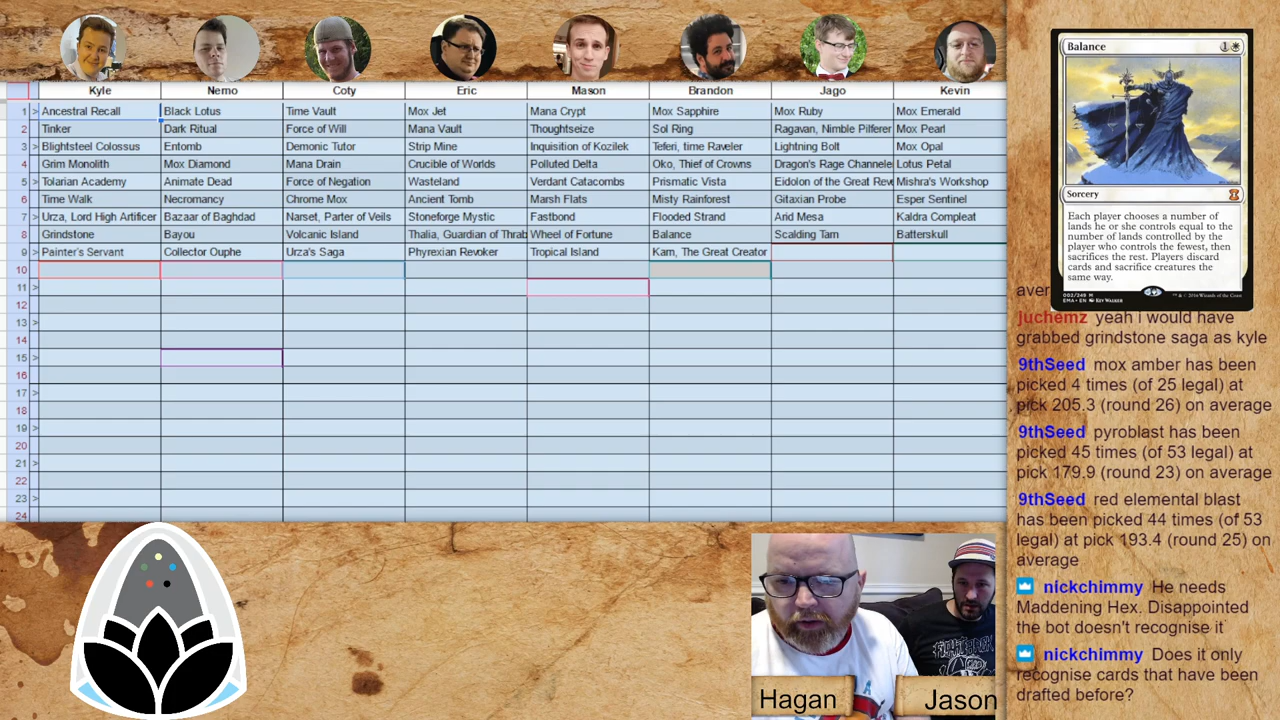 Kyle Nemo Coty Eric Mason Brandon Jago Kevin
1 > Ancestral Recall Black Lotus Time Vault Mox Jet Mana Crypt Mox Sapphire Mox Ruby Mox Emerald
2 Tinker Dark Ritual Force of Will Mana Vault Thoughtseize Sol Ring Ragavan, Nimble Pilferer Mox Pearl
3 > Blightsteel Colossus Entomb Demonic Tutor Strip Mine Inquisition of Kozilek Teferi, time Raveler Lightning Bolt Mox Opal
4 Grim Monolith Mox Diamond Mana Drain Crucible of Worlds Polluted Delta Oko, Thief of Crowns Dragon's Rage Channele Lotus Petal
5 > Tolarian Academy Animate Dead Force of Negation Wasteland Verdant Catacombs Prismatic Vista Eidolon of the Great Reve Mishra's Workshop
6 Time Walk Necromancy Chrome Mox Ancient Tomb Marsh Flats Misty Rainforest Gitaxian Probe Esper Sentinel
7 > Urza, Lord High Artificer Bazaar of Baghdad Narset, Parter of Veils Stoneforge Mystic Fastbond Flooded Strand Arid Mesa Kaldra Compleat
8 Grindstone Bayou Volcanic Island Thalia, Guardian of Thrab Wheel of Fortune Balance Scalding Tarn Batterskull
9 > Painter's Servant Collector Ouphe Urza's Saga Phyrexian Revoker Tropical Island Karn, The Great Creator
10
11 >
12
13 >
14
15 >
16
17 >
18
19 >
20
21 >
22
23 >
24
Balance 1
Sorcery
Each player chooses a number of
lands he or she controls equal to the
number of lands controlled by the
player who controls the fewest, then
sacrifices the rest. Players discard
cards and sacrifice creatures the
same way.
002/249 M
EMA • EN Kev Walker
aver
juchemz yeah I would have
grabbed grindstone saga as kyle
9thSeed mox amber has been
picked 4 times (of 25 legal) at
pick 205.3 (round 26) on average
9thSeed pyroblast has been
picked 45 times (of 53 legal) at
pick 179.9 (round 23) on average
9thSeed red elemental blast
has been picked 44 times (of 53
legal) at pick 193.4 (round 25) on
average
nickchimmy He needs
Maddening Hex. Disappointed
the bot doesn't recognise it
nickchimmy Does it only
recognise cards that have been
drafted before?
Hagan Jason